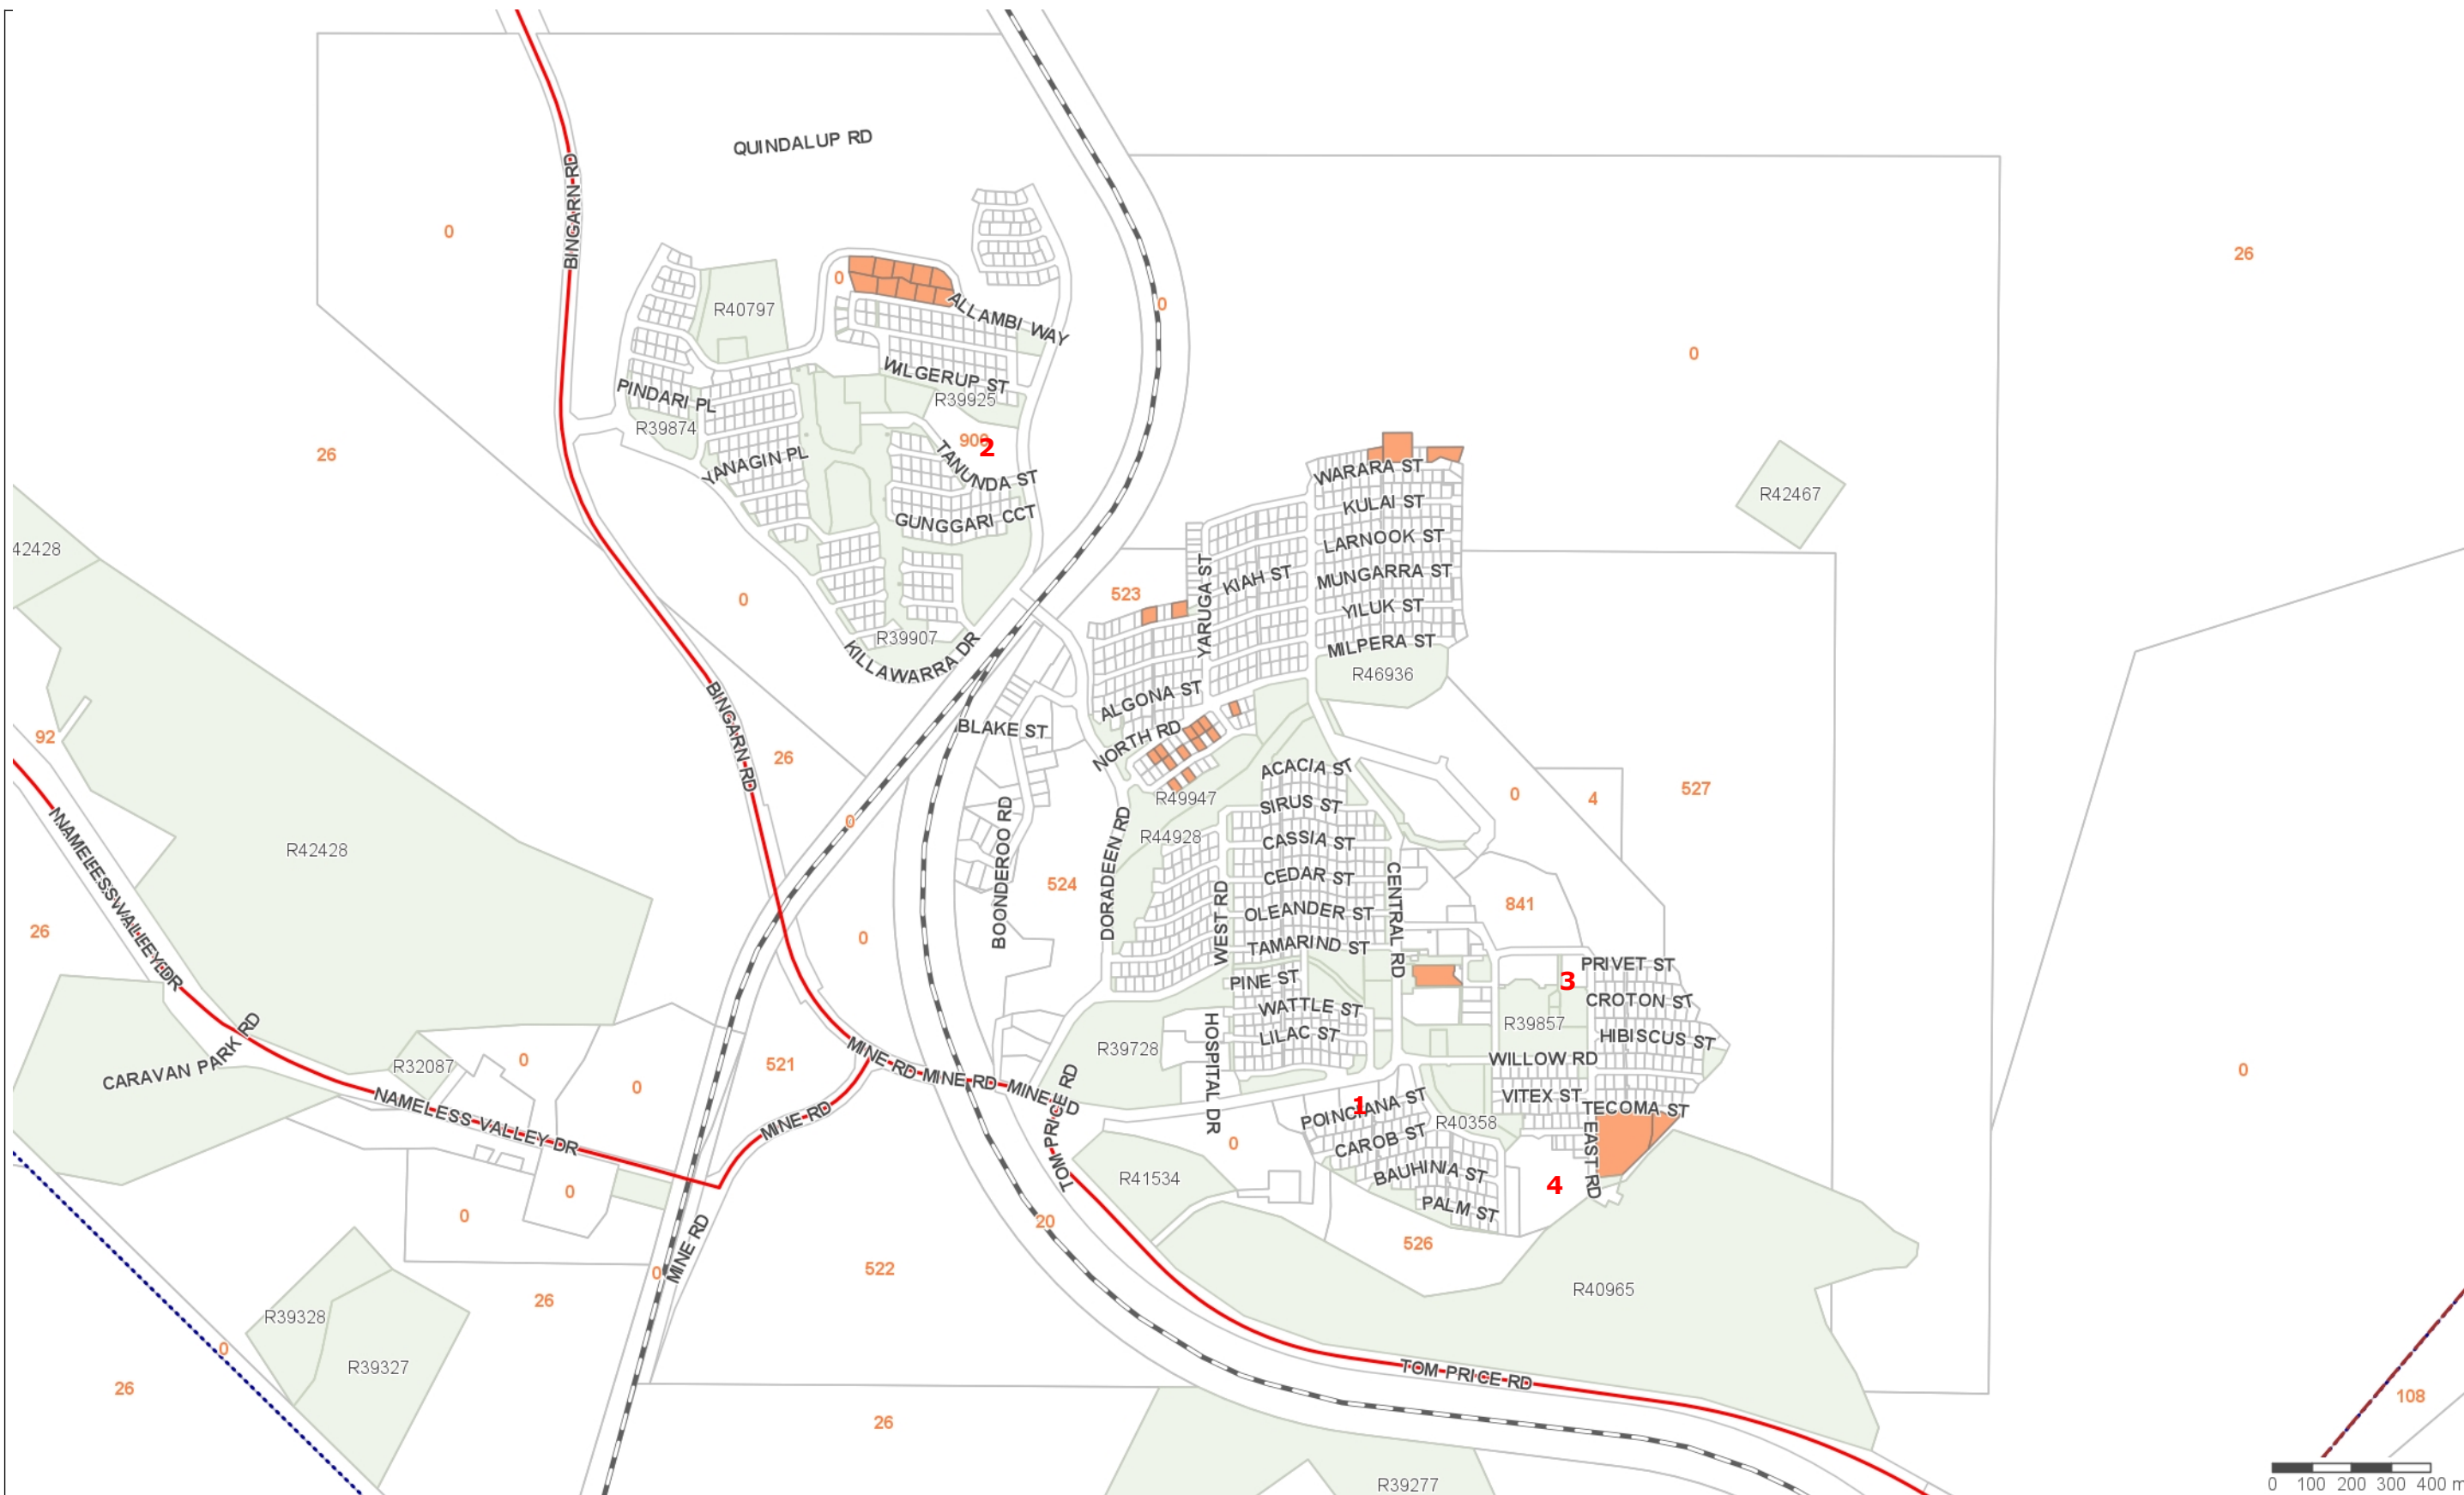 QUINDALUP RD
BINGARN RD
0
26
0
R40797
ALLAMBI WAY
0
0
WILGERUP ST
R39925
PINDARI PL
R39874
900
2
26
TANUNDA ST
YANAGIN PL
WARARA ST
R42467
KULAI ST
GUNGGARI CCT
LARNOOK ST
42428
YARUGA ST
KIAH ST
MUNGARRA ST
523
0
YILUK ST
R39907
MILPERA ST
KILLAWARRA DR
R46936
ALGONA ST
BINGARN RD
BLAKE ST
NORTH RD
92
26
ACACIA ST
0
4
527
R49947
SIRUS ST
0
R44928
CASSIA ST
NAMELESS VALLEY DR
R42428
DORADEEN RD
CENTRAL RD
BOONDEROO RD
524
CEDAR ST
WEST RD
841
OLEANDER ST
26
0
TAMARIND ST
PRIVET ST
3
PINE ST
CROTON ST
WATTLE ST
R39857
CARAVAN PARK RD
HOSPITAL DR
LILAC ST
HIBISCUS ST
MINE RD
MINE RD
MINE RD
R39728
WILLOW RD
R32087
0
521
0
0
NAMELESS VALLEY DR
MINE RD
TOM PRICE RD
1
POINCIANA ST
VITEX ST
TECOMA ST
R40358
0
CAROB ST
EAST RD
R41534
BAUHINIA ST
4
0
0
PALM ST
20
MINE RD
526
522
0
26
R40965
R39328
0
R39327
26
TOM PRICE RD
26
108
R39277
0 100 200 300 400 m